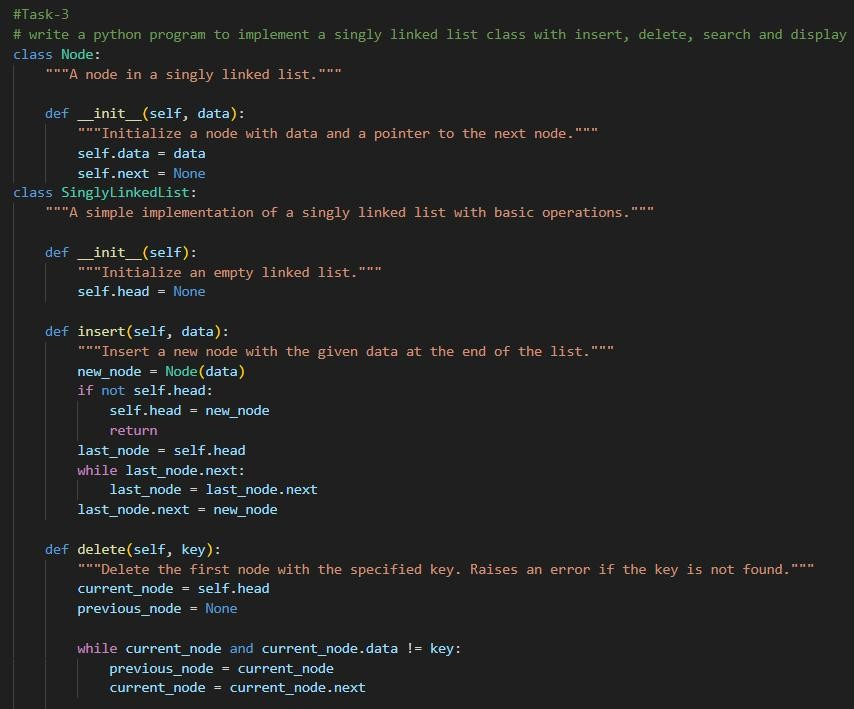 #Task-3
# write a python program to implement a singly linked list class with insert, delete, search and display
class Node:
    """A node in a singly linked list."""

    def __init__(self, data):
        """Initialize a node with data and a pointer to the next node."""
        self.data = data
        self.next = None
class SinglyLinkedList:
    """A simple implementation of a singly linked list with basic operations."""

    def __init__(self):
        """Initialize an empty linked list."""
        self.head = None

    def insert(self, data):
        """Insert a new node with the given data at the end of the list."""
        new_node = Node(data)
        if not self.head:
            self.head = new_node
            return
        last_node = self.head
        while last_node.next:
            last_node = last_node.next
        last_node.next = new_node

    def delete(self, key):
        """Delete the first node with the specified key. Raises an error if the key is not found."""
        current_node = self.head
        previous_node = None

        while current_node and current_node.data != key:
            previous_node = current_node
            current_node = current_node.next